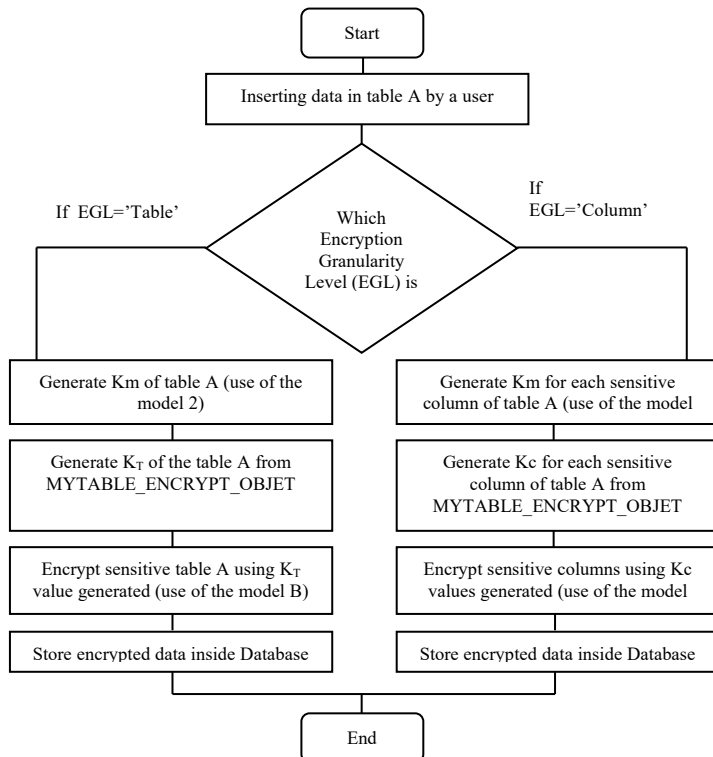 Start
Inserting data in table A by a user
If EGL='Table'
If
EGL='Column'
Which
Encryption
Granularity
Level (EGL) is
Generate Km of table A (use of the
model 2)
Generate Km for each sensitive
column of table A (use of the model
Generate KT of the table A from
MYTABLE_ENCRYPT_OBJET
Generate Kc for each sensitive
column of table A from
MYTABLE_ENCRYPT_OBJET
Encrypt sensitive table A using KT
value generated (use of the model B)
Encrypt sensitive columns using Kc
values generated (use of the model
Store encrypted data inside Database
Store encrypted data inside Database
End